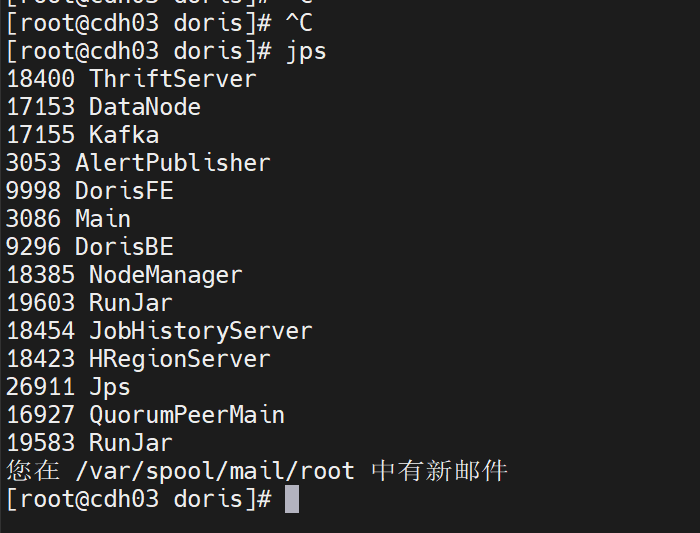 [root@cdh03 doris]# ^C
[root@cdh03 doris]# jps
18400 ThriftServer
17153 DataNode
17155 Kafka
3053 AlertPublisher
9998 DorisFE
3086 Main
9296 DorisBE
18385 NodeManager
19603 RunJar
18454 JobHistoryServer
18423 HRegionServer
26911 Jps
16927 QuorumPeerMain
19583 RunJar
您在 /var/spool/mail/root 中有新邮件
[root@cdh03 doris]#